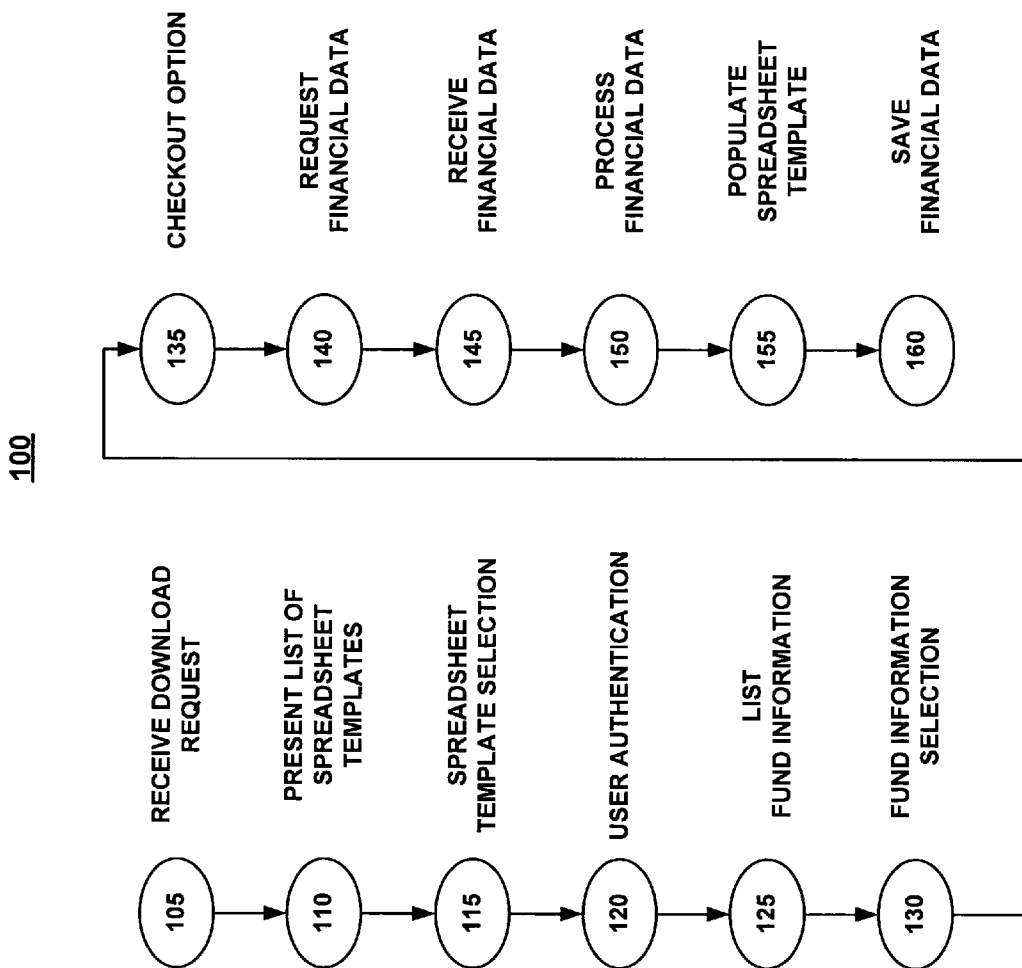 100
105
RECEIVE DOWNLOAD
REQUEST
110
PRESENT LIST OF
SPREADSHEET
TEMPLATES
115
SPREADSHEET
TEMPLATE SELECTION
120
USER AUTHENTICATION
125
LIST
FUND INFORMATION
130
FUND INFORMATION
SELECTION
135
CHECKOUT OPTION
140
REQUEST
FINANCIAL DATA
145
RECEIVE
FINANCIAL DATA
150
PROCESS
FINANCIAL DATA
155
POPULATE
SPREADSHEET
TEMPLATE
160
SAVE
FINANCIAL DATA